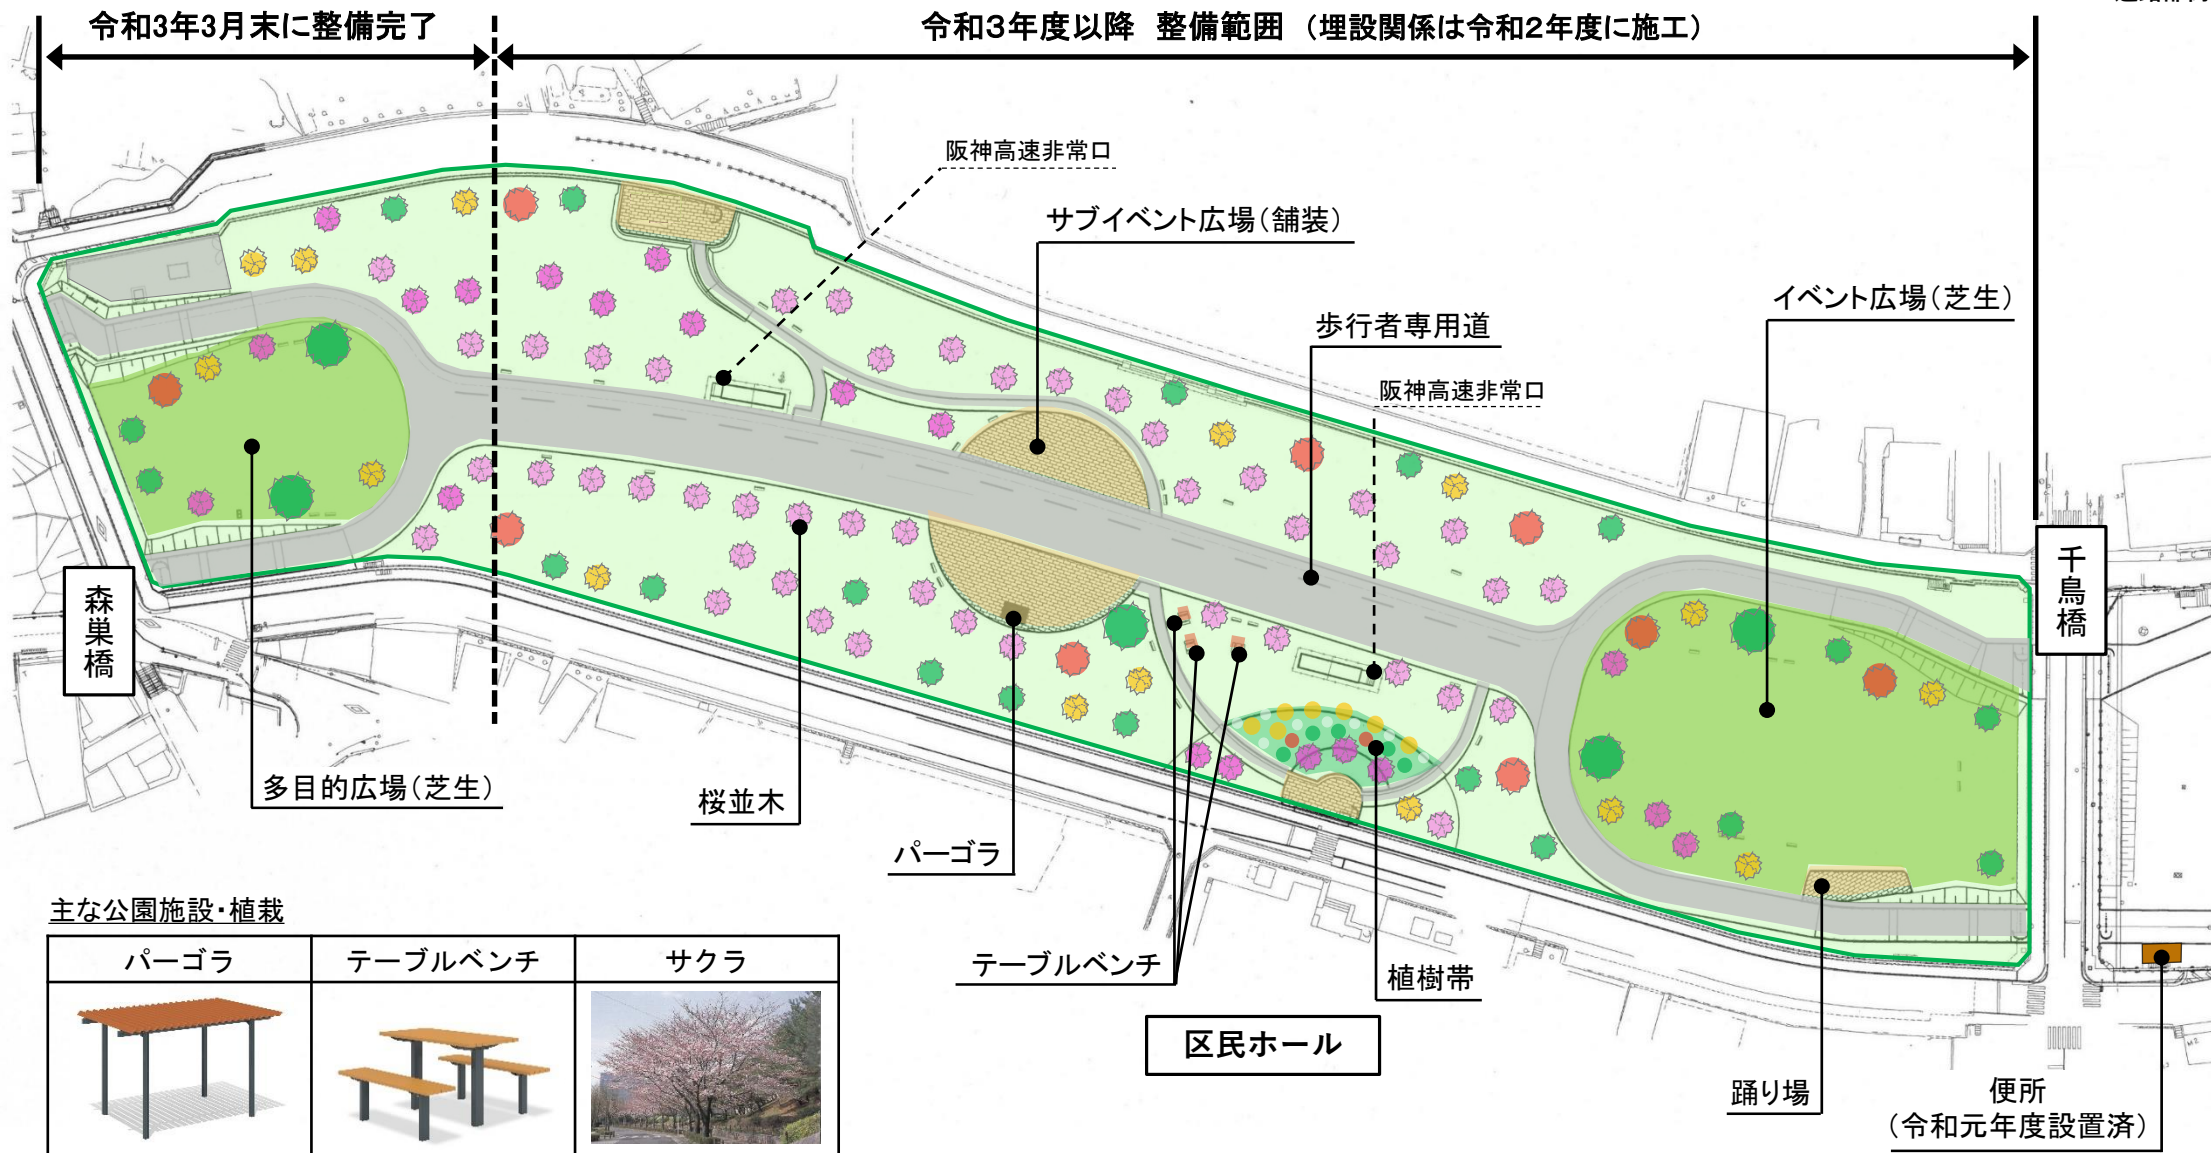 令和3年3月末に整備完了
令和3年度以降 整備範囲（埋設関係は令和2年度に施工）
阪神高速非常口
サブイベント広場（舗装）
イベント広場（芝生）
歩行者専用道
阪神高速非常口
森巣橋
千鳥橋
多目的広場（芝生）
桜並木
パーゴラ
テーブルベンチ
植樹帯
区民ホール
踊り場
便所
（令和元年度設置済）
主な公園施設・植栽
パーゴラ
テーブルベンチ
サクラ